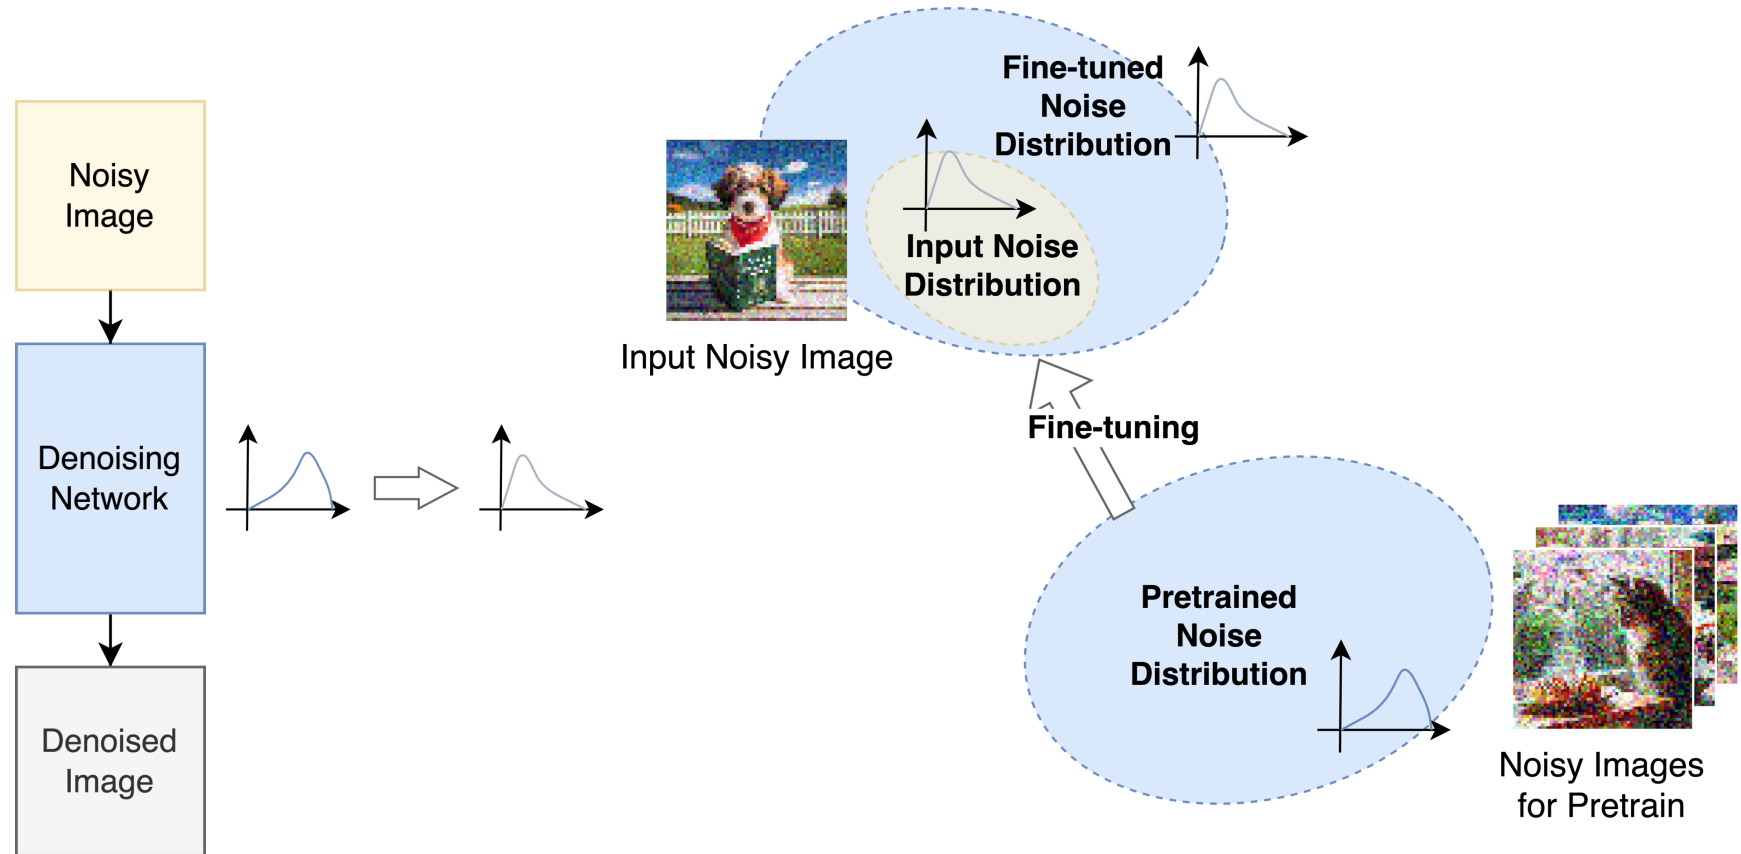 Noisy
Image
Denoising
Network
Denoised
Image
Fine-tuned
Noise
Distribution
Input Noise
Distribution
Input Noisy Image
Fine-tuning
Pretrained
Noise
Distribution
Noisy Images
for Pretrain